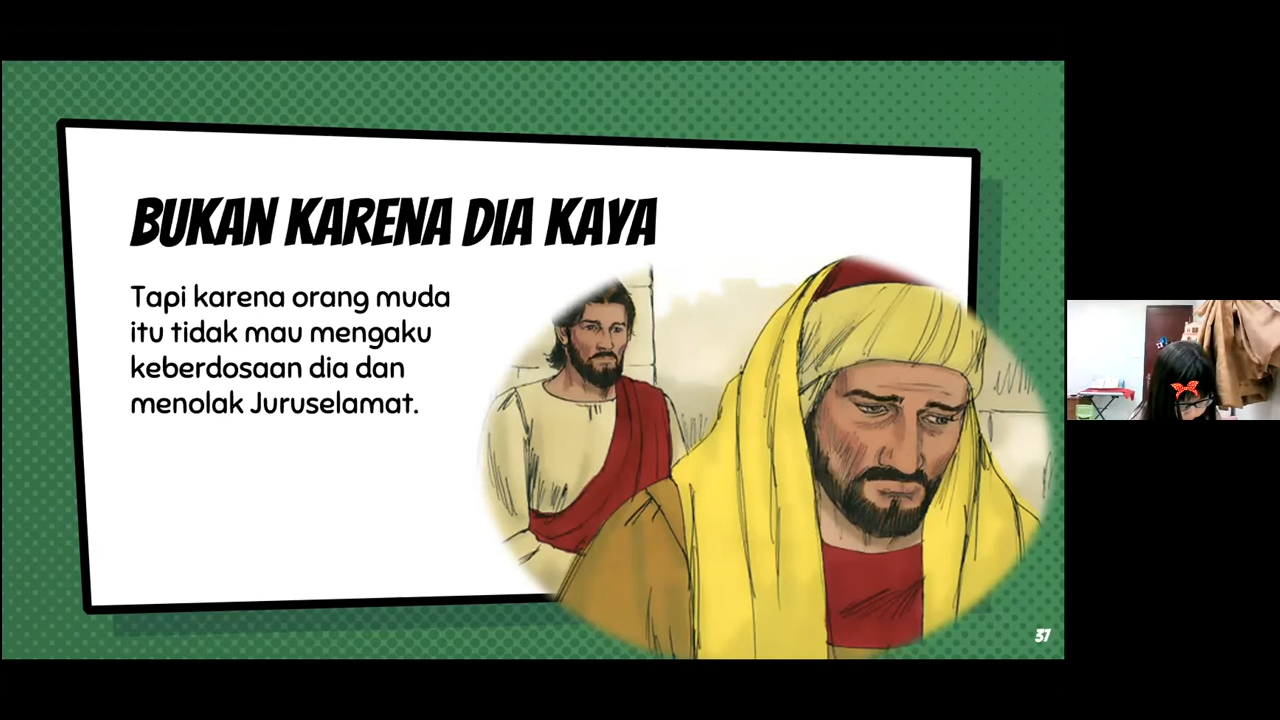 BUKAN KARENA DIA KAYA
Tapi karena orang muda
itu tidak mau mengaku
keberdosaan dia dan
menolak Juruselamat.
37